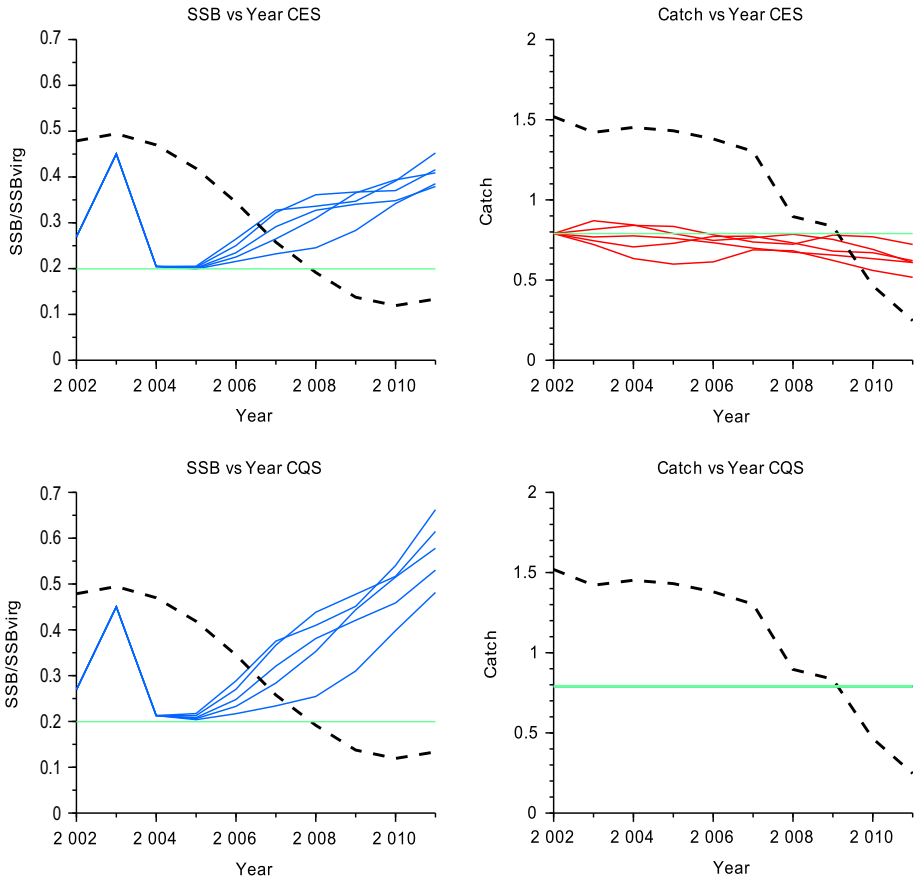 SSB vs Year CES
SSB/SSBvirg
0.7
0.6
0.5
0.4
0.3
0.2
0.1
0
2 002 2 004 2 006 2 008 2 010
Year
Catch vs Year CES
Catch
2
1.5
1
0.5
0
2 002 2 004 2 006 2 008 2 010
Year
SSB vs Year CQS
SSB/SSBvirg
0.7
0.6
0.5
0.4
0.3
0.2
0.1
0
2 002 2 004 2 006 2 008 2 010
Year
Catch vs Year CQS
Catch
2
1.5
1
0.5
0
2 002 2 004 2 006 2 008 2 010
Year